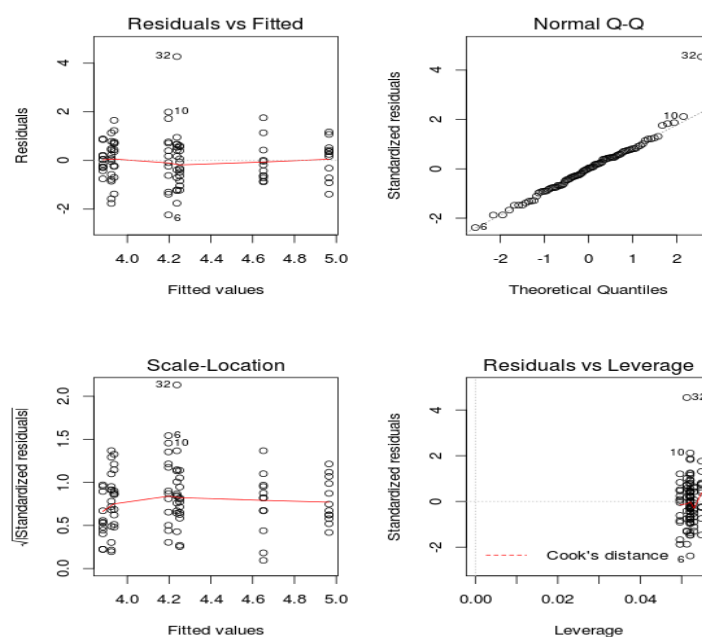 Residuals vs Fitted
Residuals
4
2
0
-2
32
10
6
4.0 4.2 4.4 4.6 4.8 5.0
Fitted values
Normal Q-Q
Standardized residuals
4
2
0
-2
32
10
6
-2 -1 0 1 2
Theoretical Quantiles
Scale-Location
√|Standardized residuals|
2.0
1.5
1.0
0.5
0.0
32
6
10
4.0 4.2 4.4 4.6 4.8 5.0
Fitted values
Residuals vs Leverage
Standardized residuals
4
2
0
-2
32
10
6
Cook's distance
0.00 0.02 0.04
Leverage